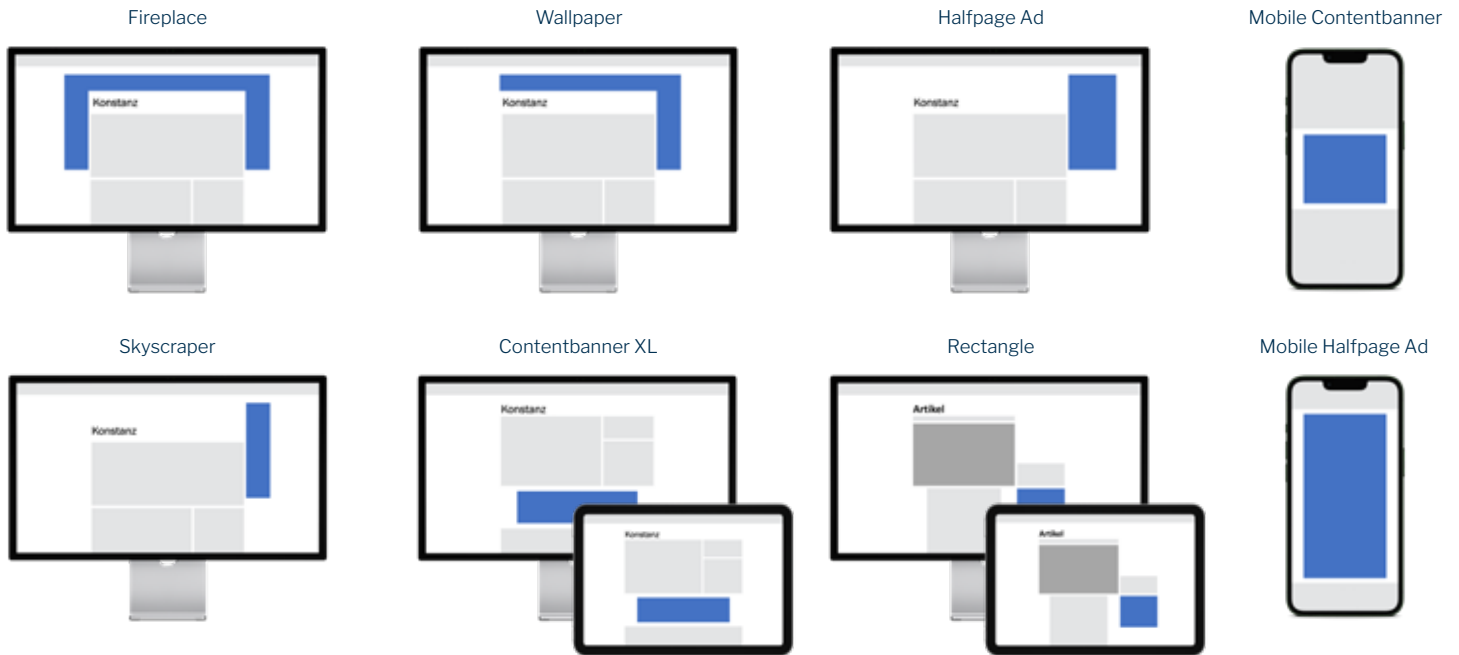 Fireplace
Wallpaper
Halfpage Ad
Mobile Contentbanner
Konstanz
Konstanz
Konstanz
Skyscraper
Contentbanner XL
Rectangle
Mobile Halfpage Ad
Konstanz
Konstanz
Artikel
Konstanz
Artikel